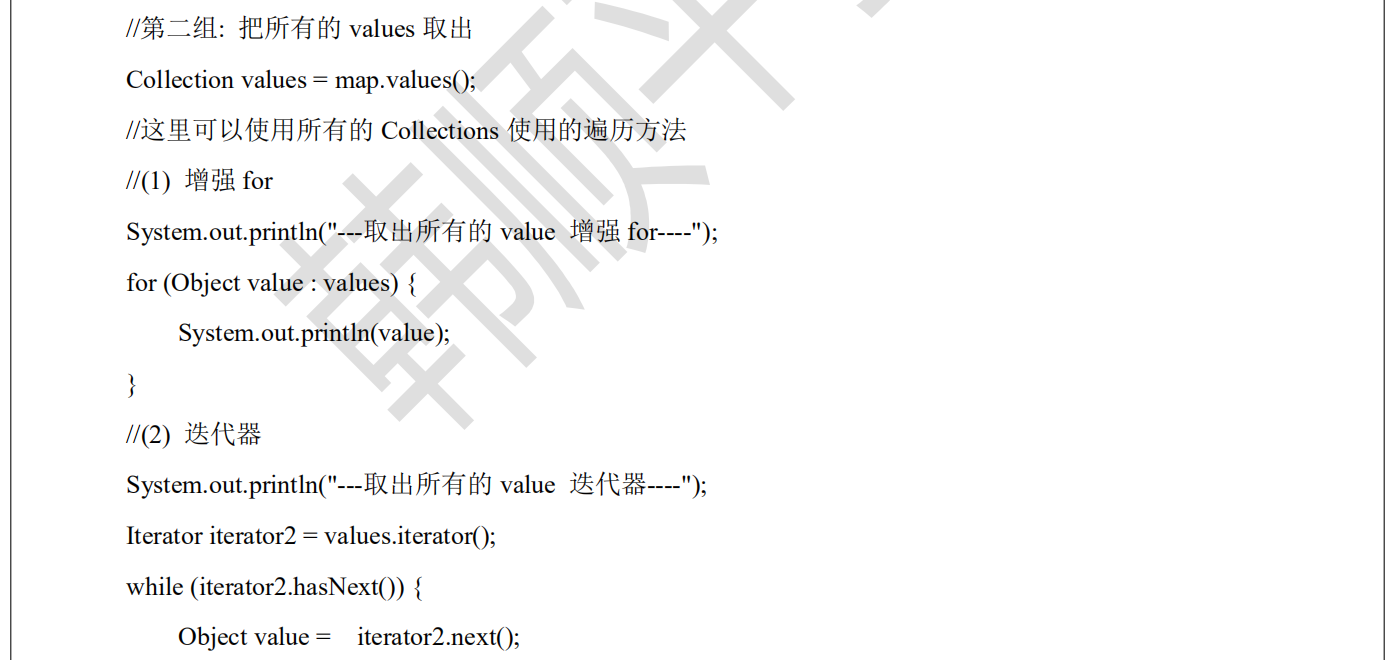 //第二组: 把所有的 values 取出
Collection values = map.values();
//这里可以使用所有的 Collections 使用的遍历方法
//(1) 增强 for
System.out.println("---取出所有的 value 增强 for----");
for (Object value : values) {
System.out.println(value);
}
//(2) 迭代器
System.out.println("---取出所有的 value 迭代器----");
Iterator iterator2 = values.iterator();
while (iterator2.hasNext()) {
Object value = iterator2.next();
韩顺平